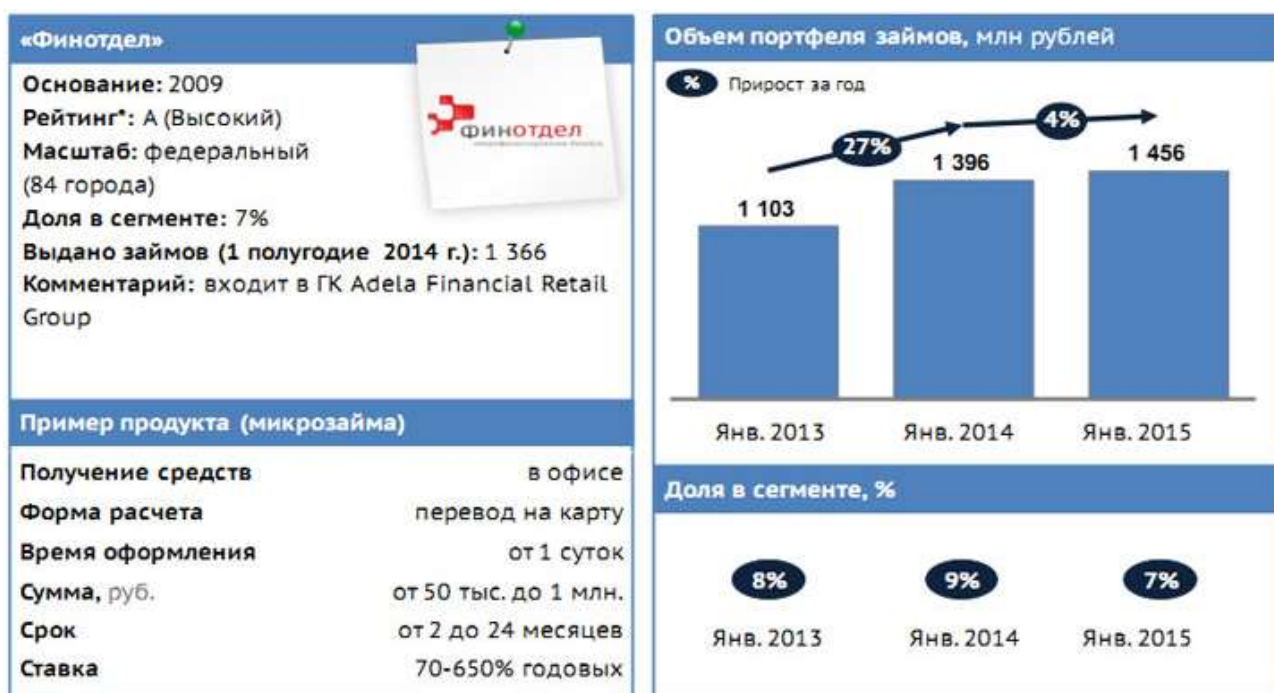 «Финотдел»
Основание: 2009
Рейтинг*: А (Высокий)
Масштаб: федеральный
(84 города)
Доля в сегменте: 7%
Выдано займов (1 полугодие 2014 г.): 1 366
Комментарий: входит в ГК Adela Financial Retail
Group
финотдел
Пример продукта (микрозайма)
Получение средств в офисе
Форма расчета перевод на карту
Время оформления от 1 суток
Сумма, руб. от 50 тыс. до 1 млн.
Срок от 2 до 24 месяцев
Ставка 70-650% годовых
Объем портфеля займов, млн рублей
% Прирост за год
27% 4%
1 103 1 396 1 456
Янв. 2013 Янв. 2014 Янв. 2015
Доля в сегменте, %
8% 9% 7%
Янв. 2013 Янв. 2014 Янв. 2015